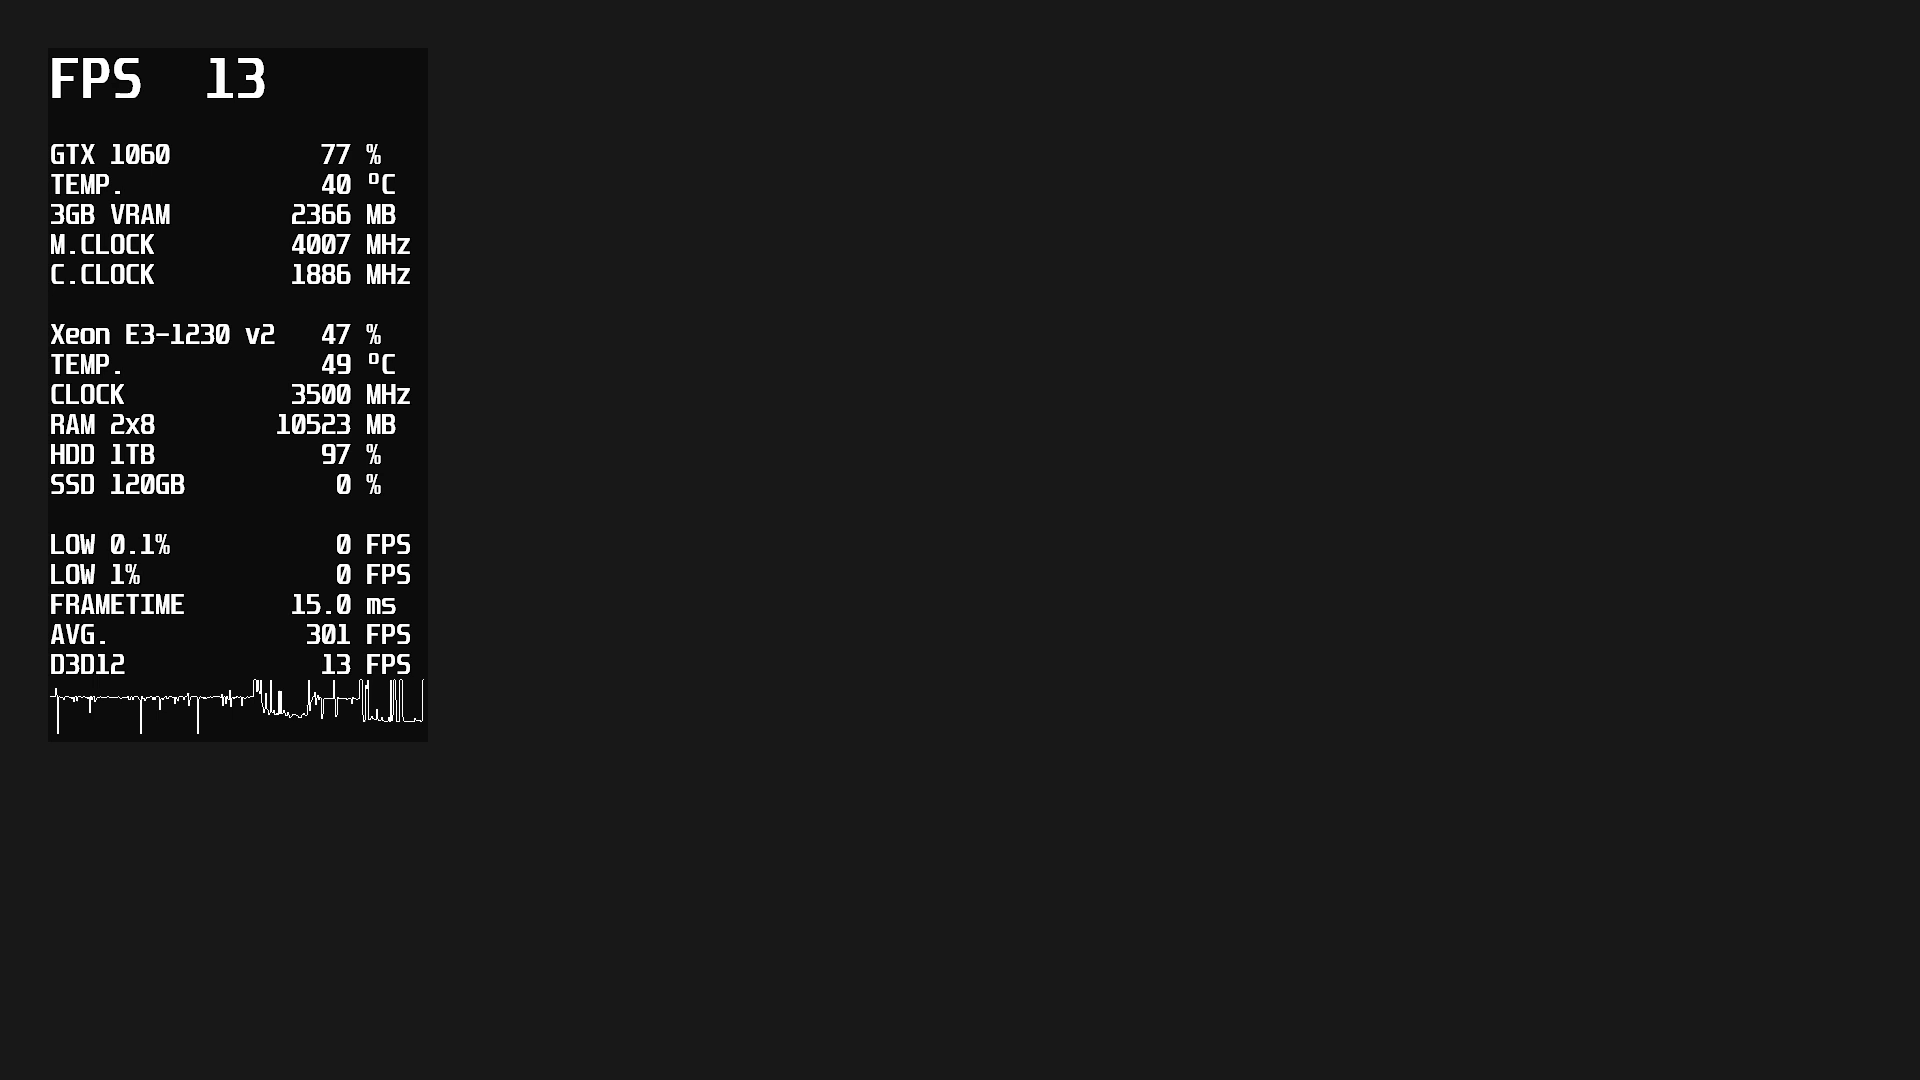 FPS 13
GTX 1060 77 %
TEMP. 40 ºC
3GB VRAM 2366 MB
M.CLOCK 4007 MHz
C.CLOCK 1886 MHz
Xeon E3-1230 v2 47 %
TEMP. 49 ºC
CLOCK 3500 MHz
RAM 2x8 10523 MB
HDD 1TB 97 %
SSD 120GB 0 %
LOW 0.1% 0 FPS
LOW 1% 0 FPS
FRAMETIME 15.0 ms
AVG. 301 FPS
D3D12 13 FPS